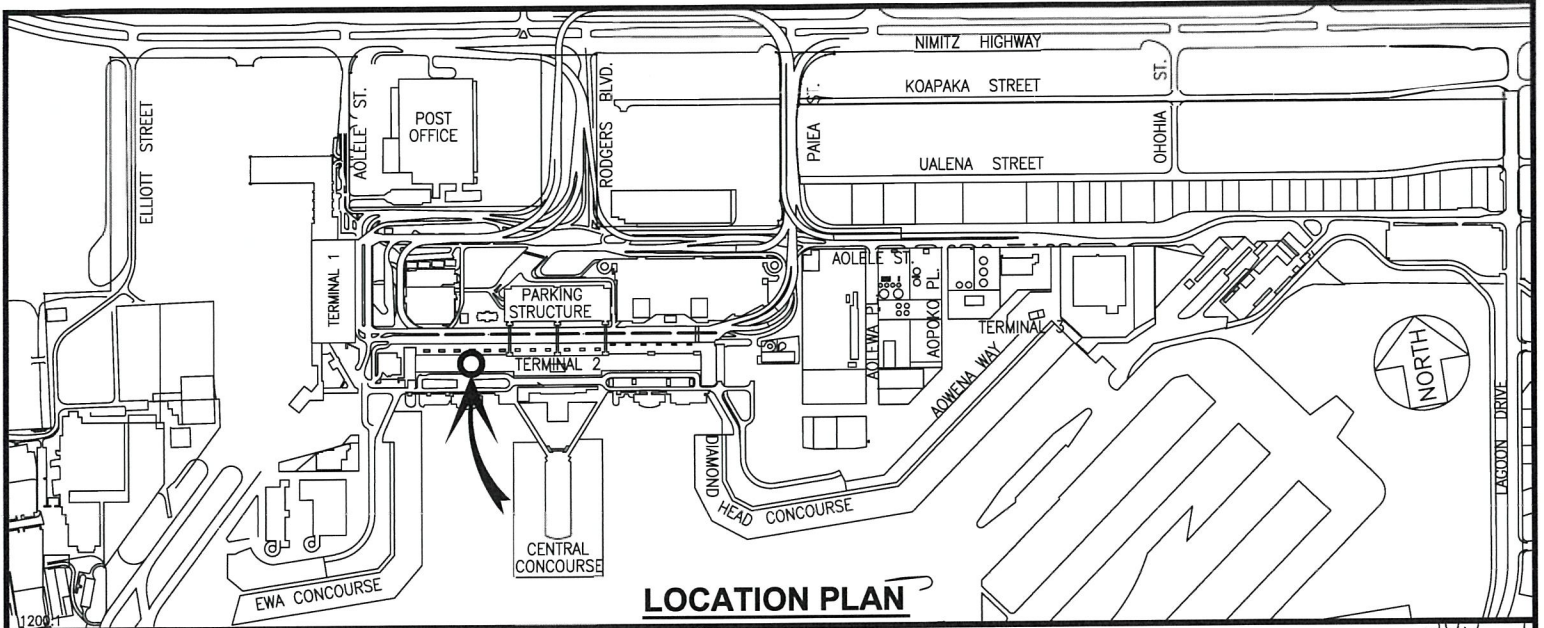 NIMITZ HIGHWAY
KOAPAKA STREET
OHOHIA ST.
UALENA STREET
PAIEA ST.
RODGERS BLVD.
AOLELE ST.
POST
OFFICE
ELLIOTT STREET
TERMINAL 1
PARKING
STRUCTURE
TERMINAL 2
AOLELE ST.
AOLEWA PL.
AOPOKO PL.
TERMINAL 3
AOWENA WAY
NORTH
LAGOON DRIVE
DIAMOND
HEAD CONCOURSE
CENTRAL
CONCOURSE
EWA CONCOURSE
LOCATION PLAN
1200:1